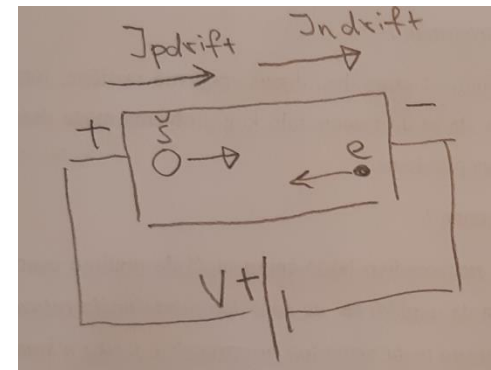 Jpdrift Jndrift
+ š e −
V +